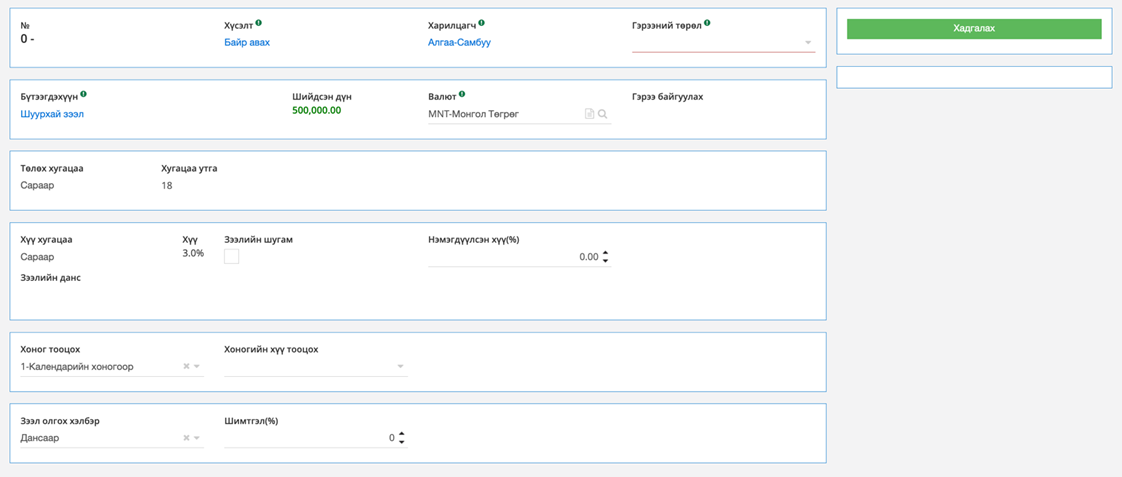 № Хүсэлт Харилцагч Гэрээний төрөл
0 - Байр авах Алгаа-Самбуу
Хадгалах
Бүтээгдэхүүн Шийдсэн дүн Валют Гэрээ байгуулах
Шуурхай зээл 500,000.00 MNT-Монгол Төгрөг
Төлөх хугацаа Хугацаа утга
Сараар 18
Хүү хугацаа Хүү Зээлийн шугам Нэмэгдүүлсэн хүү(%)
Сараар 3.0% 0.00
Зээлийн данс
Хоног тооцох Хоногийн хүү тооцох
1-Календарийн хоногоор
Зээл олгох хэлбэр Шимтгэл(%)
Дансаар 0